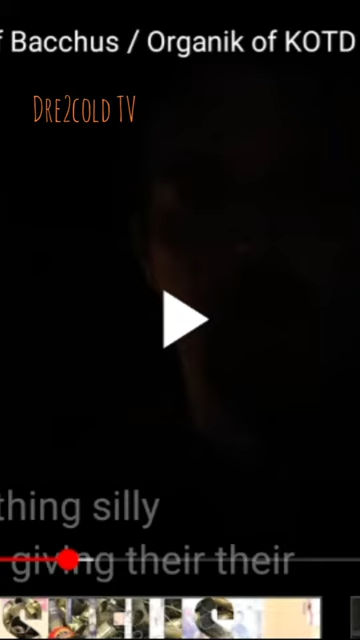 f Bacchus / Organik of KOTD
Dre2cold TV
thing silly
giving their their